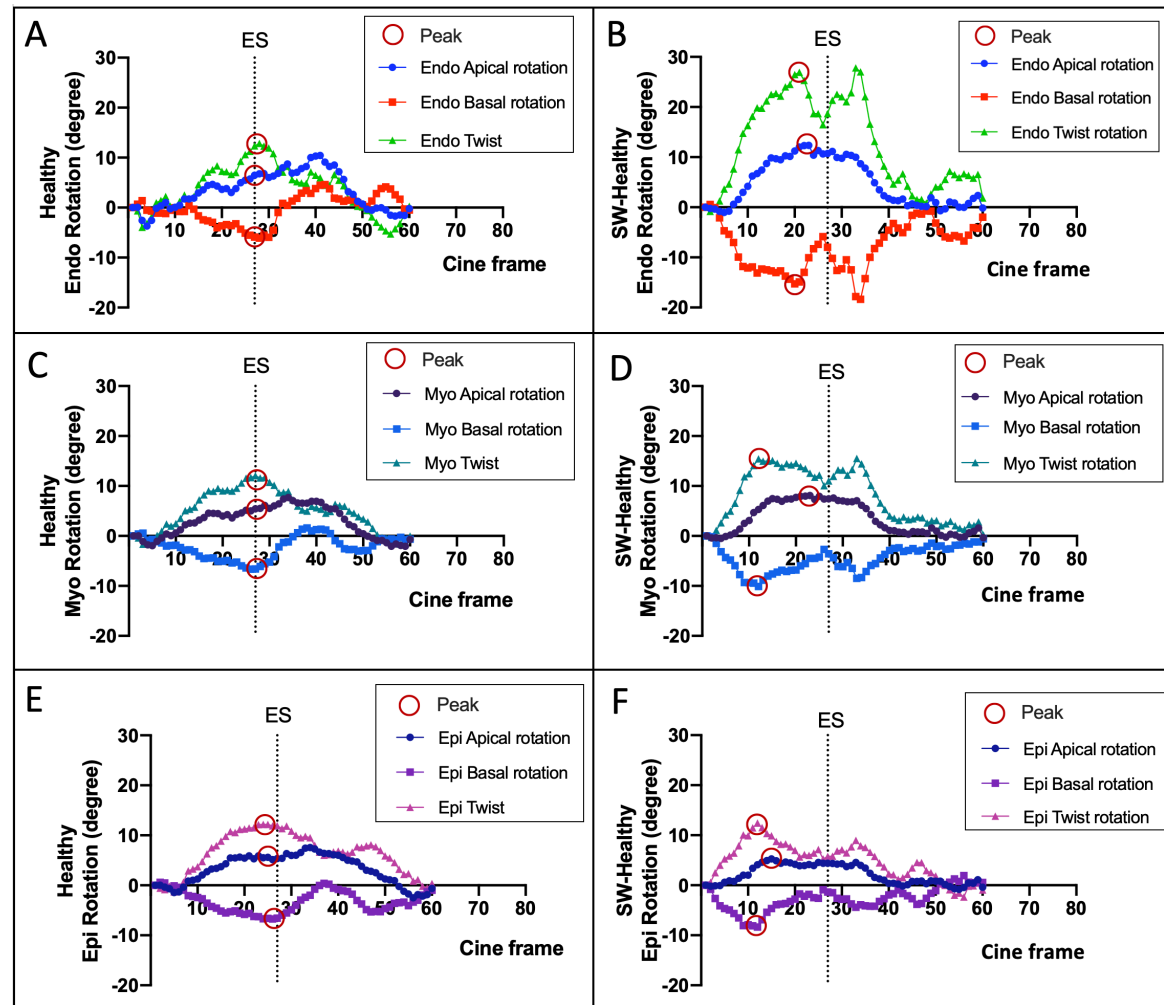 A
ES
Peak
Endo Apical rotation
Endo Basal rotation
Endo Twist
Healthy
Endo Rotation (degree)
30
20
10
0
-10
-20
10 20 30 40 50 60 70 80
Cine frame
B
ES
Peak
Endo Apical rotation
Endo Basal rotation
Endo Twist rotation
SW-Healthy
Endo Rotation (degree)
30
20
10
0
-10
-20
10 20 30 40 50 60 70 80
Cine frame
C
ES
Peak
Myo Apical rotation
Myo Basal rotation
Myo Twist
Healthy
Myo Rotation (degree)
30
20
10
0
-10
-20
10 20 30 40 50 60 70 80
Cine frame
D
ES
Peak
Myo Apical rotation
Myo Basal rotation
Myo Twist rotation
SW-Healthy
Myo Rotation (degree)
30
20
10
0
-10
-20
10 20 30 40 50 60 70 80
Cine frame
E
ES
Peak
Epi Apical rotation
Epi Basal rotation
Epi Twist
Healthy
Epi Rotation (degree)
30
20
10
0
-10
-20
10 20 30 40 50 60 70 80
Cine frame
F
ES
Peak
Epi Apical rotation
Epi Basal rotation
Epi Twist rotation
SW-Healthy
Epi Rotation (degree)
30
20
10
0
-10
-20
10 20 30 40 50 60 70 80
Cine frame